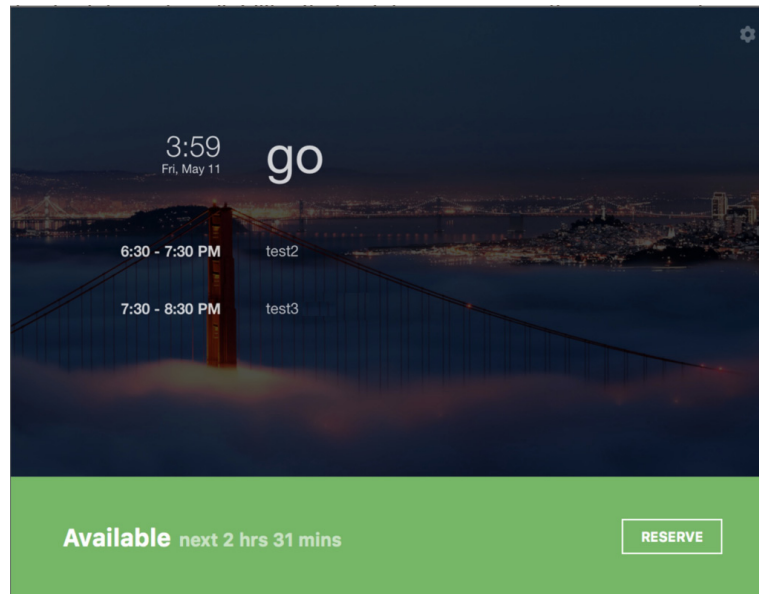 3:59
Fri, May 11
go
6:30 - 7:30 PM test2
7:30 - 8:30 PM test3
Available next 2 hrs 31 mins
RESERVE